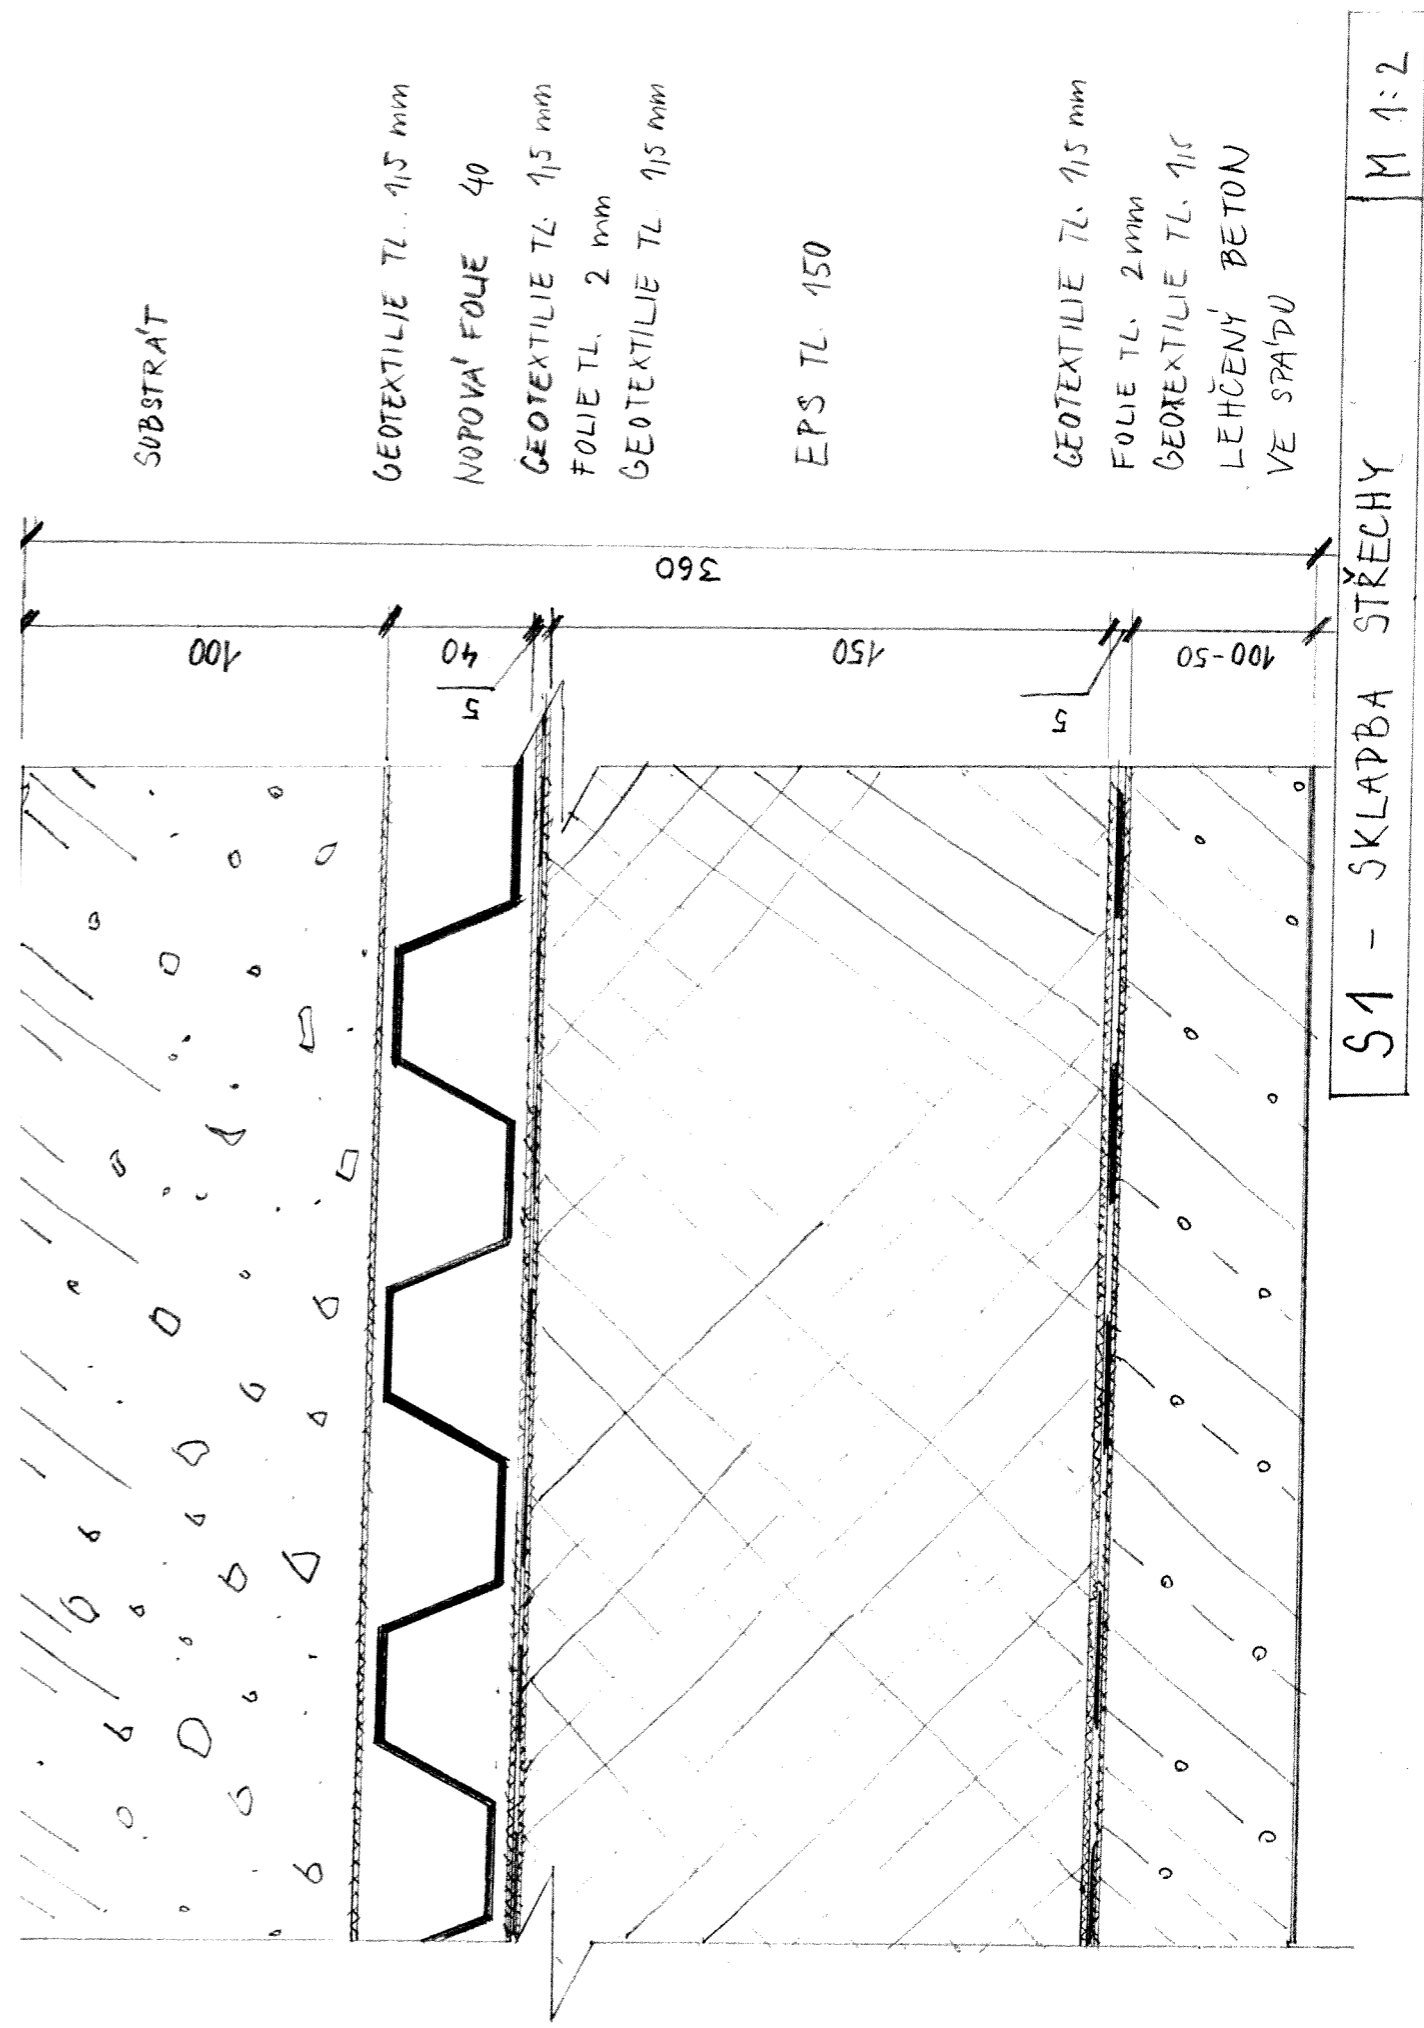 SUBSTRÁT
GEOTEXTILIE TL. 1,5 mm
NOPOVÁ FOLIE 40
GEOTEXTILIE TL. 1,5 mm
FOLIE TL. 2 mm
GEOTEXTILIE TL 1,5 mm
EPS TL. 150
GEOTEXTILIE TL. 1,5 mm
FOLIE TL. 2 mm
GEOTEXTILIE TL. 1,5
LEHČENÝ BETON
VE SPÁDU
360
100
40
5
150
5
100-50
S1 - SKLADBA STŘECHY
M 1:2